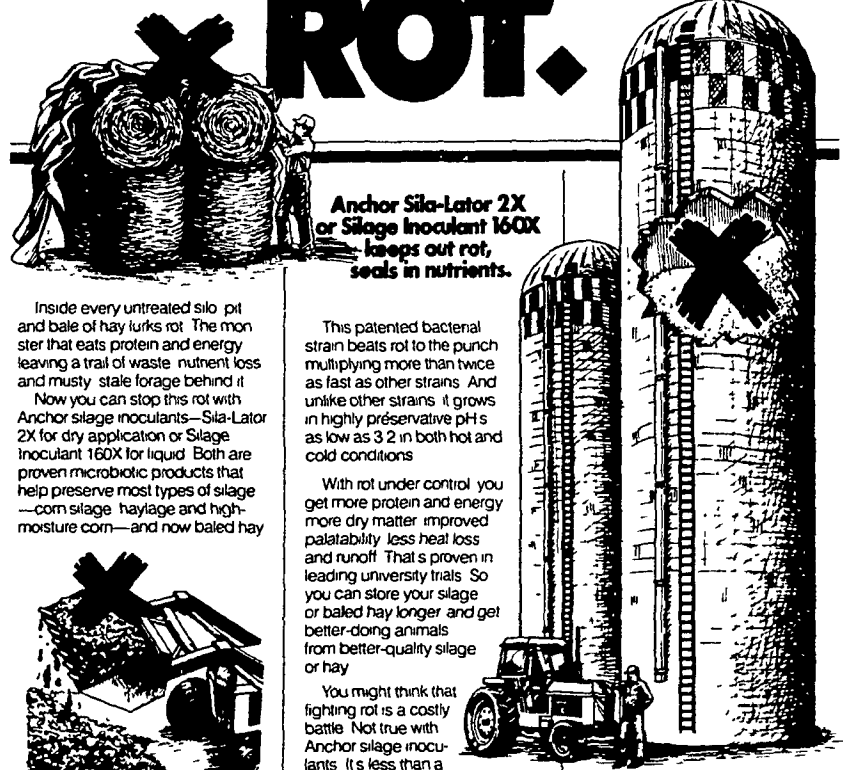 ROT.
Anchor Sila-Lator 2X
or Silage Inoculant 160X
keeps out rot,
seals in nutrients.
Inside every untreated silo pit
and bale of hay lurks rot The mon
ster that eats protein and energy
leaving a trail of waste nutrient loss
and musty stale forage behind it
Now you can stop this rot with
Anchor silage inoculants—Sila-Lator
2X for dry application or Silage
Inoculant 160X for liquid Both are
proven microbiotic products that
help preserve most types of silage
—corn silage haylage and high-
moisture corn—and now baled hay
This patented bacterial
strain beats rot to the punch
multiplying more than twice
as fast as other strains And
unlike other strains it grows
in highly preservative pH s
as low as 3 2 in both hot and
cold conditions
With rot under control you
get more protein and energy
more dry matter improved
palatability less heat loss
and runoff That s proven in
leading university trials So
you can store your silage
or baled hay longer and get
better-doing animals
from better-quality silage
or hay
You might think that
fighting rot is a costly
battle Not true with
Anchor silage inocu-
lants It s less than a